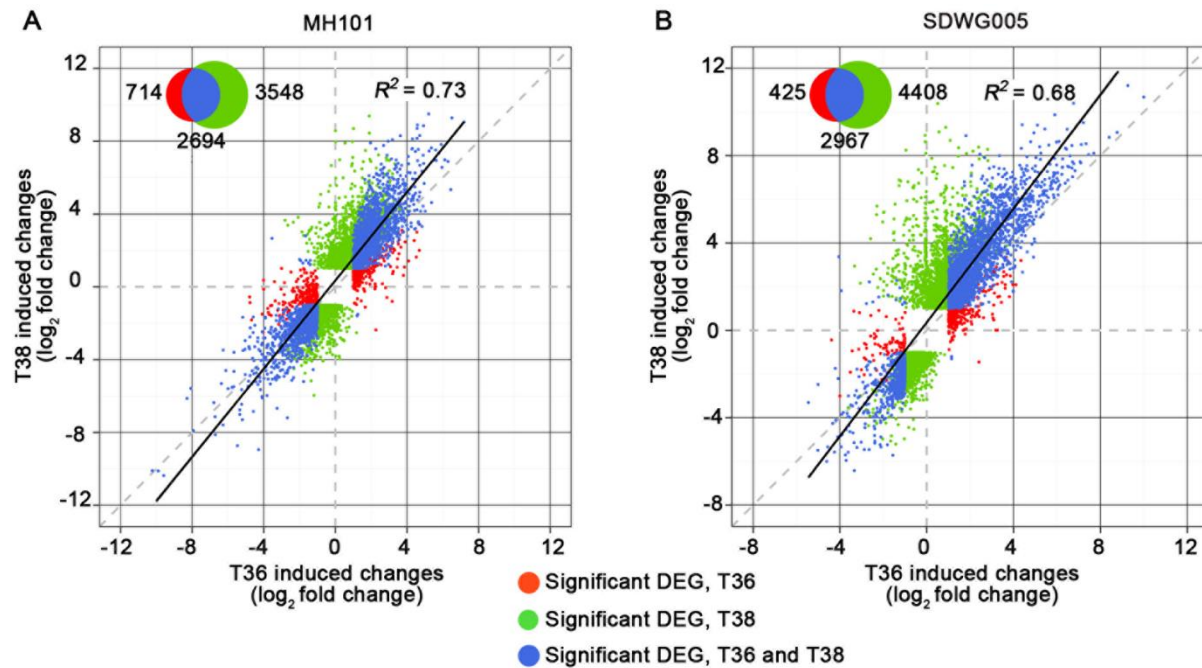 A
MH101
12
8
4
0
-4
-8
-12
714
3548
2694
R² = 0.73
T38 induced changes
(log₂ fold change)
-12
-8
-4
0
4
8
12
T36 induced changes
(log₂ fold change)
B
SDWG005
12
8
4
0
-4
-8
425
4408
2967
R² = 0.68
T38 induced changes
(log₂ fold change)
-8
-4
0
4
8
12
T36 induced changes
(log₂ fold change)
Significant DEG, T36
Significant DEG, T38
Significant DEG, T36 and T38